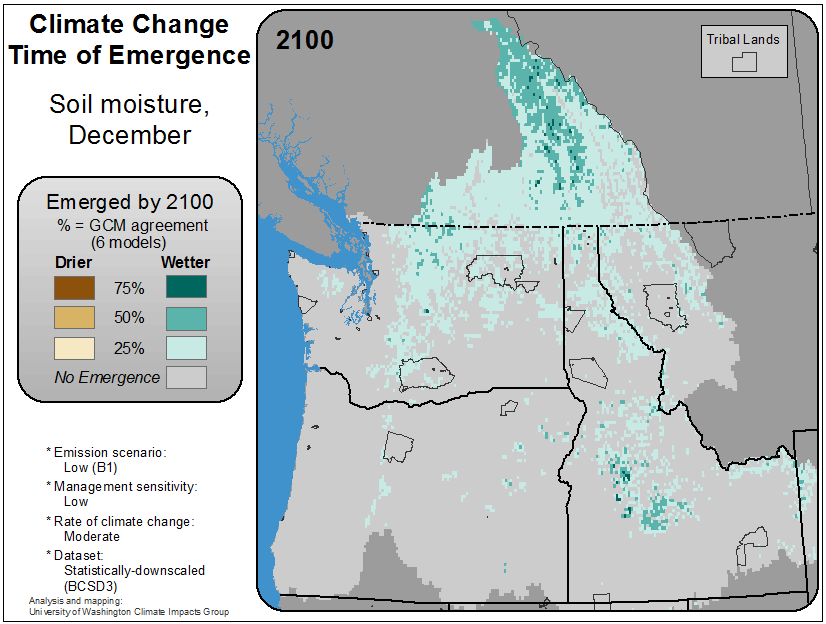 Climate Change
Time of Emergence
Soil moisture,
December
Emerged by 2100
% = GCM agreement
(6 models)
Drier Wetter
75%
50%
25%
No Emergence
* Emission scenario:
Low (B1)
* Management sensitivity:
Low
* Rate of climate change:
Moderate
* Dataset:
Statistically-downscaled
(BCSD3)
Analysis and mapping:
University of Washington Climate Impacts Group
2100
Tribal Lands